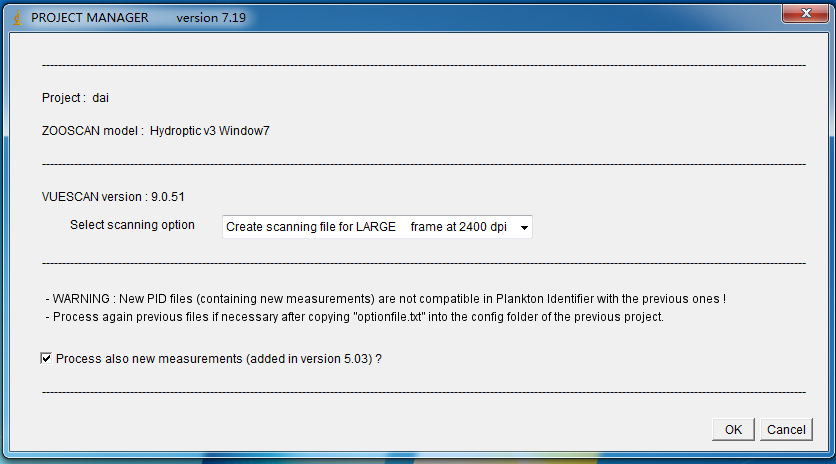 PROJECT MANAGER version 7.19
Project : dai
ZOOSCAN model : Hydroptic v3 Window7
VUESCAN version : 9.0.51
Select scanning option Create scanning file for LARGE frame at 2400 dpi
- WARNING : New PID files (containing new measurements) are not compatible in Plankton Identifier with the previous ones !
- Process again previous files if necessary after copying "optionfile.txt" into the config folder of the previous project.
Process also new measurements (added in version 5.03) ?
OK Cancel